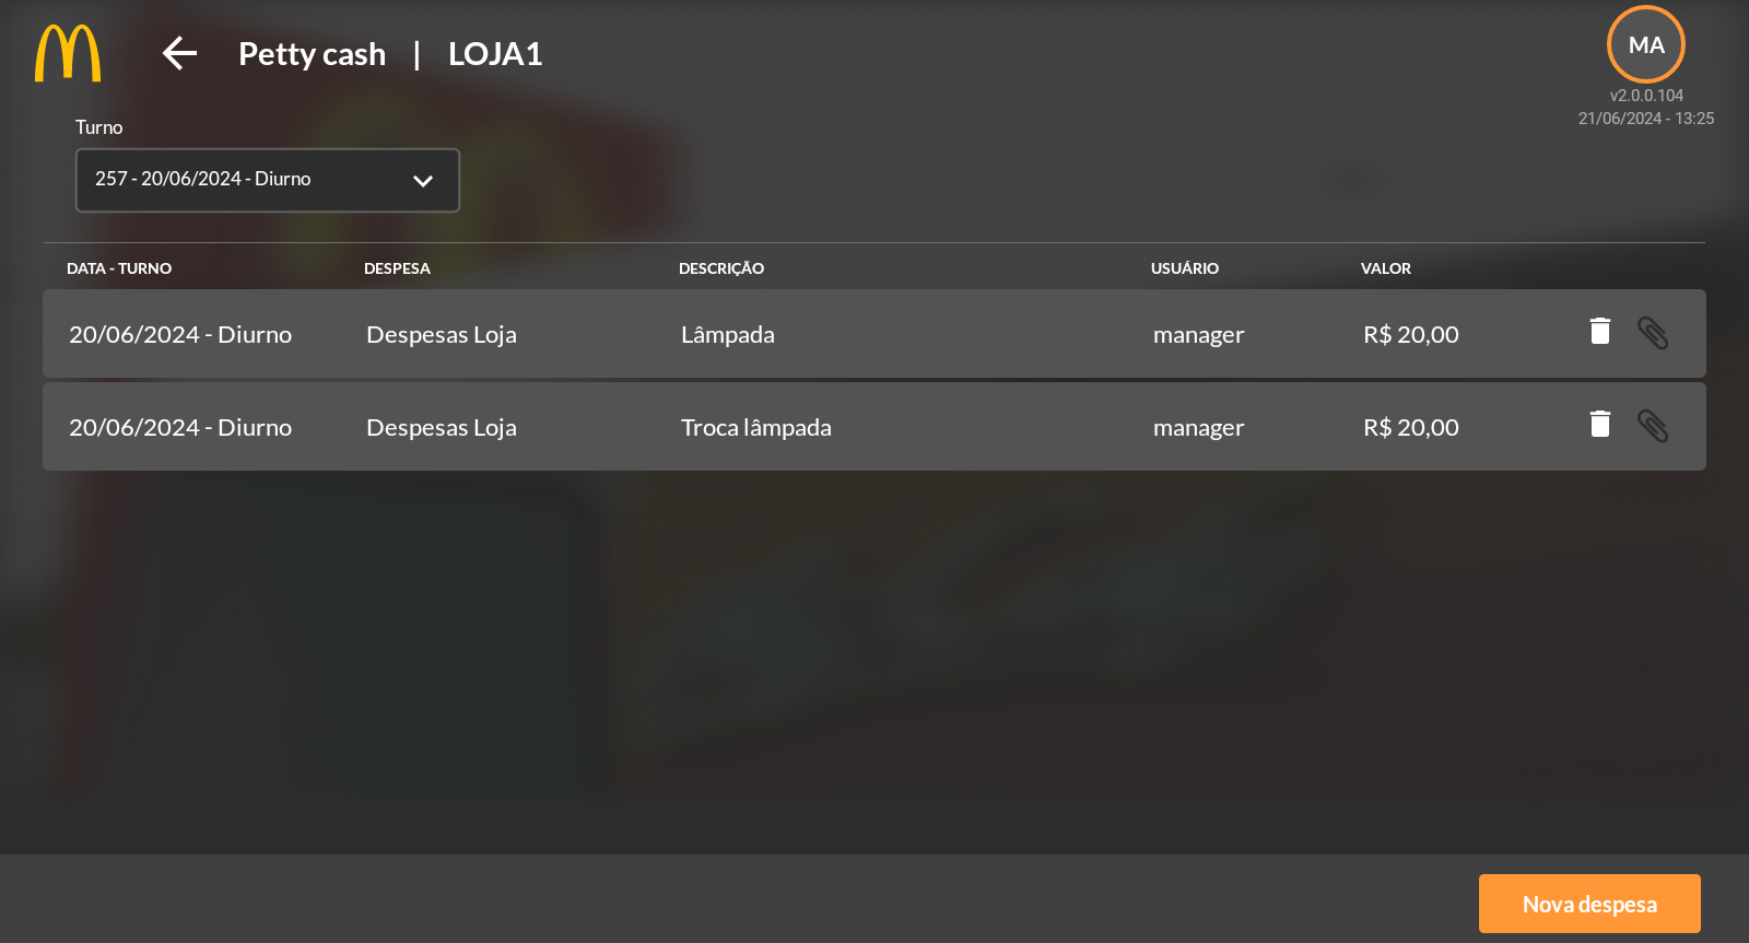 Petty cash | LOJA1
MA
v2.0.0.104
21/06/2024 - 13:25
Turno
257 - 20/06/2024 - Diurno
DATA - TURNO DESPESA DESCRIÇÃO USUÁRIO VALOR
20/06/2024 - Diurno Despesas Loja Lâmpada manager R$ 20,00
20/06/2024 - Diurno Despesas Loja Troca lâmpada manager R$ 20,00
Nova despesa